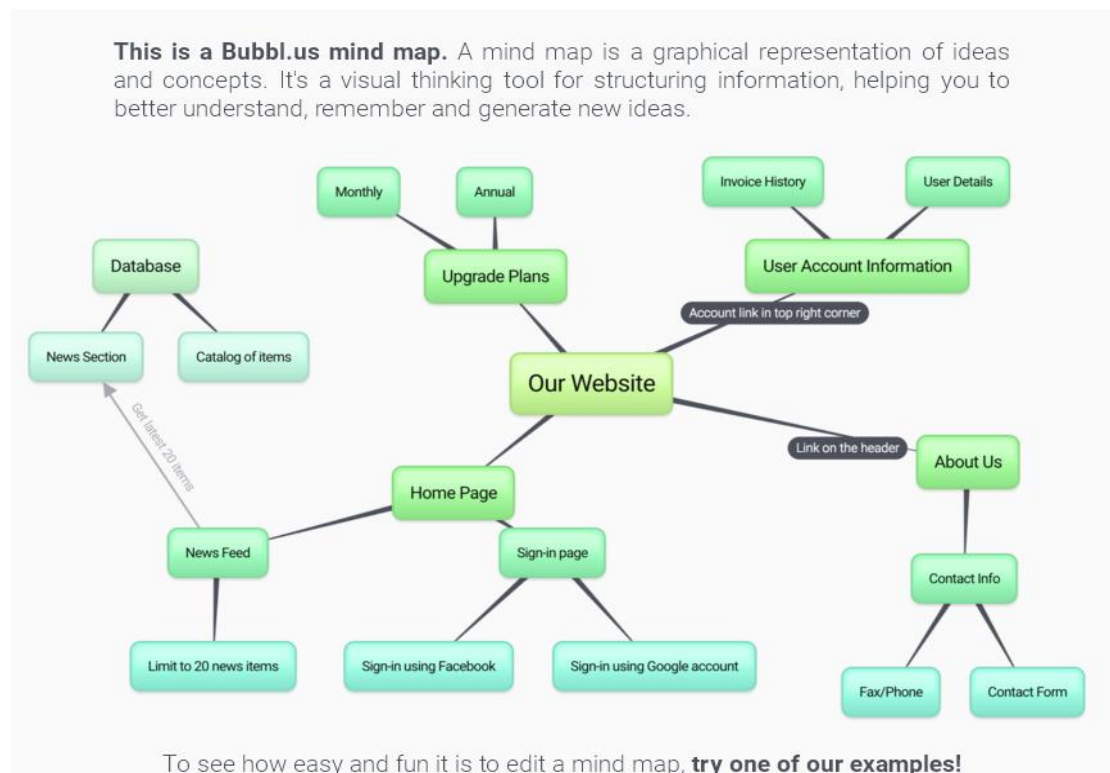 This is a Bubbl.us mind map. A mind map is a graphical representation of ideas
and concepts. It's a visual thinking tool for structuring information, helping you to
better understand, remember and generate new ideas.
Monthly
Annual
Invoice History
User Details
Database
Upgrade Plans
User Account Information
Account link in top right corner
News Section
Catalog of items
Our Website
Get latest 20 items
Link on the header
About Us
Home Page
News Feed
Sign-in page
Contact Info
Limit to 20 news items
Sign-in using Facebook
Sign-in using Google account
Fax/Phone
Contact Form
To see how easy and fun it is to edit a mind map, try one of our examples!